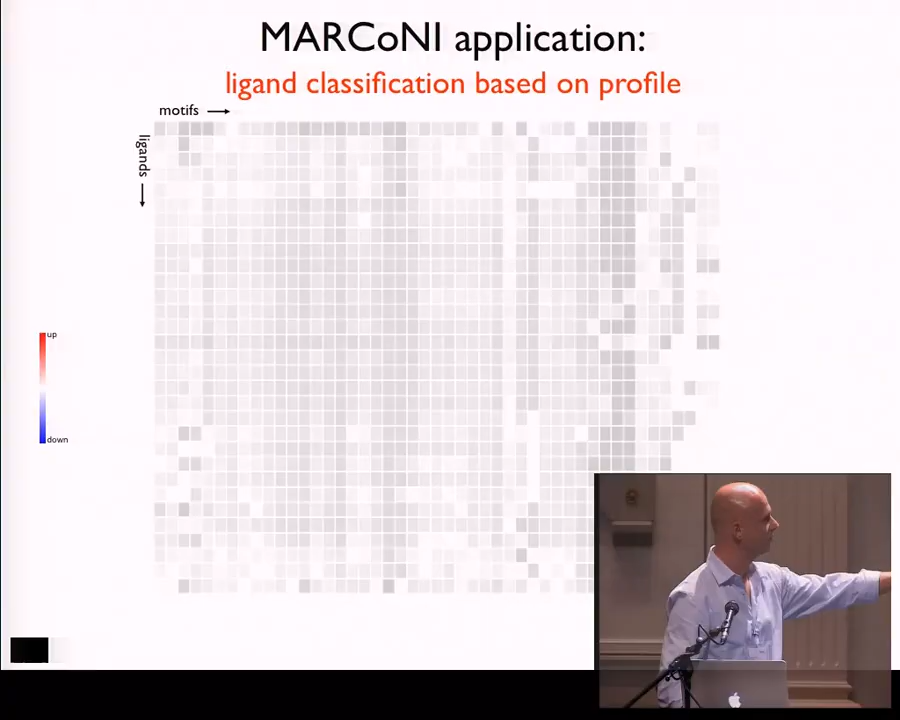 MARCoNI application:
ligand classification based on profile
motifs
ligands
up
down